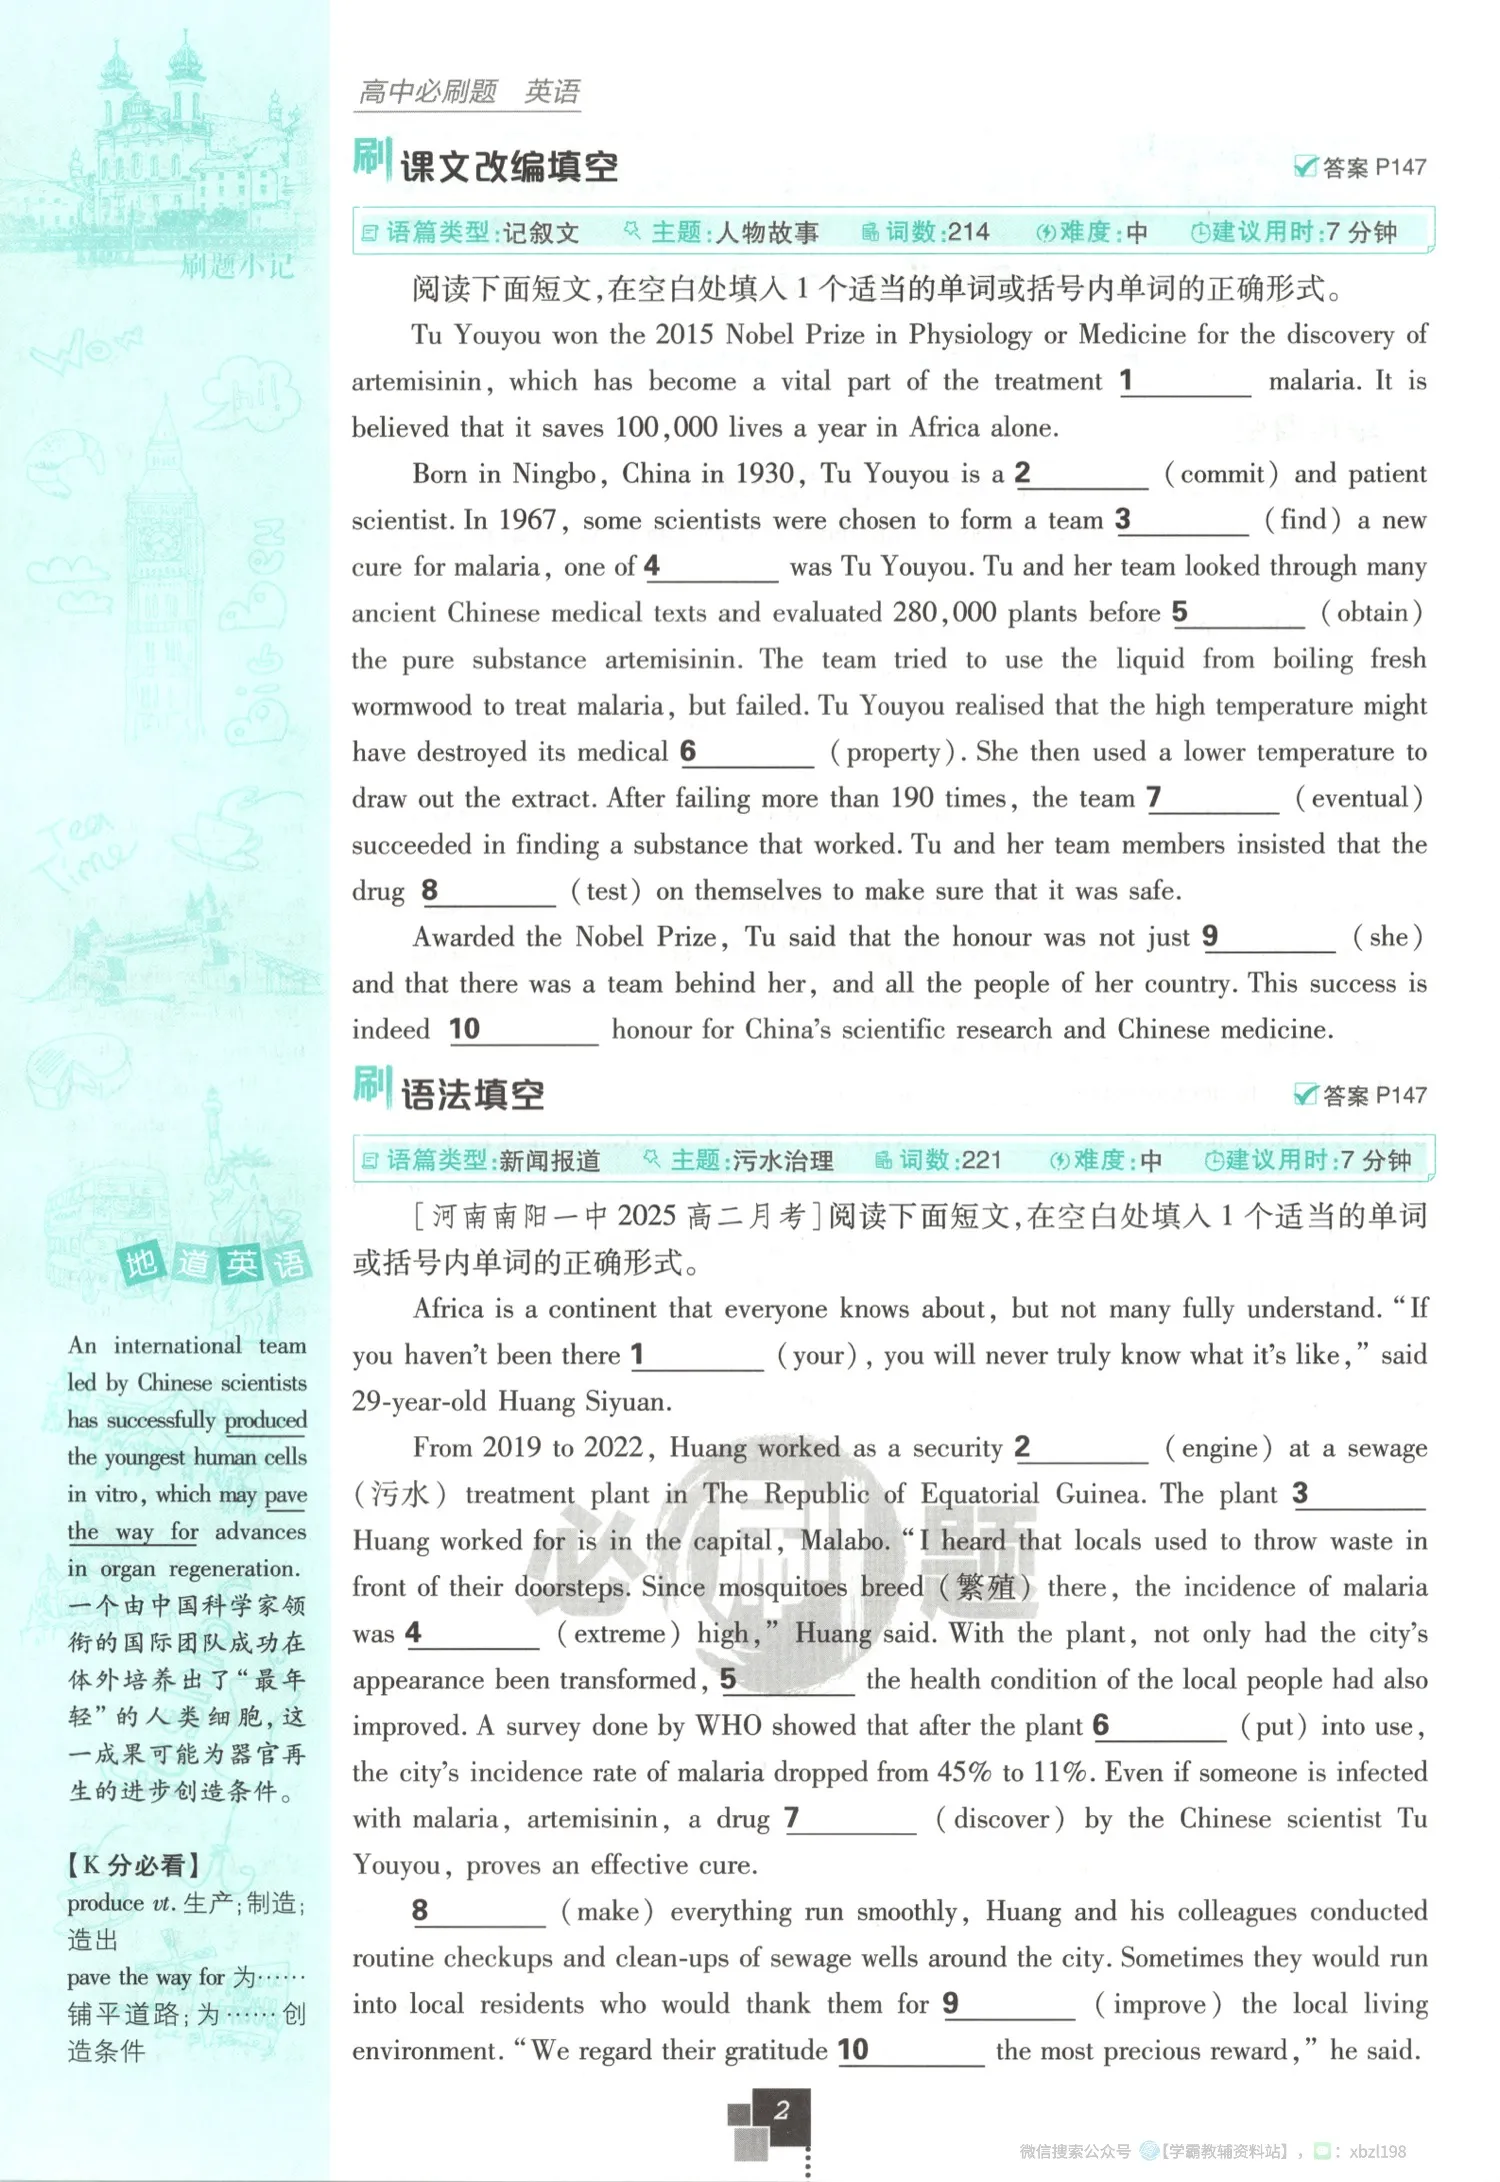 高中必刷题 英语
刷 课文改编填空
答案 P147
语篇类型:记叙文 主题:人物故事 词数:214 难度:中 建议用时:7 分钟
阅读下面短文,在空白处填入 1 个适当的单词或括号内单词的正确形式。
Tu Youyou won the 2015 Nobel Prize in Physiology or Medicine for the discovery of
artemisinin, which has become a vital part of the treatment 1________ malaria. It is
believed that it saves 100,000 lives a year in Africa alone.
Born in Ningbo, China in 1930, Tu Youyou is a 2________ (commit) and patient
scientist. In 1967, some scientists were chosen to form a team 3________ (find) a new
cure for malaria, one of 4________ was Tu Youyou. Tu and her team looked through many
ancient Chinese medical texts and evaluated 280,000 plants before 5________ (obtain)
the pure substance artemisinin. The team tried to use the liquid from boiling fresh
wormwood to treat malaria, but failed. Tu Youyou realised that the high temperature might
have destroyed its medical 6________ (property). She then used a lower temperature to
draw out the extract. After failing more than 190 times, the team 7________ (eventual)
succeeded in finding a substance that worked. Tu and her team members insisted that the
drug 8________ (test) on themselves to make sure that it was safe.
Awarded the Nobel Prize, Tu said that the honour was not just 9________ (she)
and that there was a team behind her, and all the people of her country. This success is
indeed 10________ honour for China's scientific research and Chinese medicine.
刷 语法填空
答案 P147
语篇类型:新闻报道 主题:污水治理 词数:221 难度:中 建议用时:7 分钟
[河南南阳一中 2025 高二月考]阅读下面短文,在空白处填入 1 个适当的单词
或括号内单词的正确形式。
Africa is a continent that everyone knows about, but not many fully understand. “If
you haven't been there 1________ (your), you will never truly know what it's like,” said
29-year-old Huang Siyuan.
From 2019 to 2022, Huang worked as a security 2________ (engine) at a sewage
(污水) treatment plant in The Republic of Equatorial Guinea. The plant 3________
Huang worked for is in the capital, Malabo. “I heard that locals used to throw waste in
front of their doorsteps. Since mosquitoes breed (繁殖) there, the incidence of malaria
was 4________ (extreme) high,” Huang said. With the plant, not only had the city's
appearance been transformed, 5________ the health condition of the local people had also
improved. A survey done by WHO showed that after the plant 6________ (put) into use,
the city's incidence rate of malaria dropped from 45% to 11%. Even if someone is infected
with malaria, artemisinin, a drug 7________ (discover) by the Chinese scientist Tu
Youyou, proves an effective cure.
8________ (make) everything run smoothly, Huang and his colleagues conducted
routine checkups and clean-ups of sewage wells around the city. Sometimes they would run
into local residents who would thank them for 9________ (improve) the local living
environment. “We regard their gratitude 10________ the most precious reward,” he said.
必刷题
刷题小记
Wow
刷!
Big Ben
Tea
Time
地道英语
An international team
led by Chinese scientists
has successfully produced
the youngest human cells
in vitro, which may pave
the way for advances
in organ regeneration.
一个由中国科学家领
衔的国际团队成功在
体外培养出了“最年
轻”的人类细胞,这
一成果可能为器官再
生的进步创造条件。
【K 分必看】
produce vt. 生产;制造;
造出
pave the way for 为……
铺平道路;为……创
造条件
2
微信搜索公众号【学霸教辅资料站】,: xbzl198